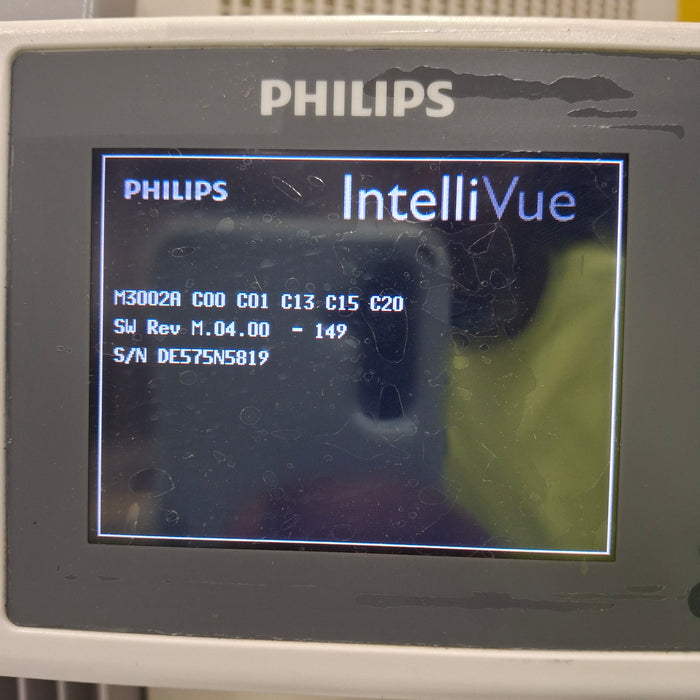 PHILIPS
PHILIPS IntelliVue
M3002A C00 C01 C13 C15 C20
SW Rev M.04.00 - 149
S/N DE575N5819